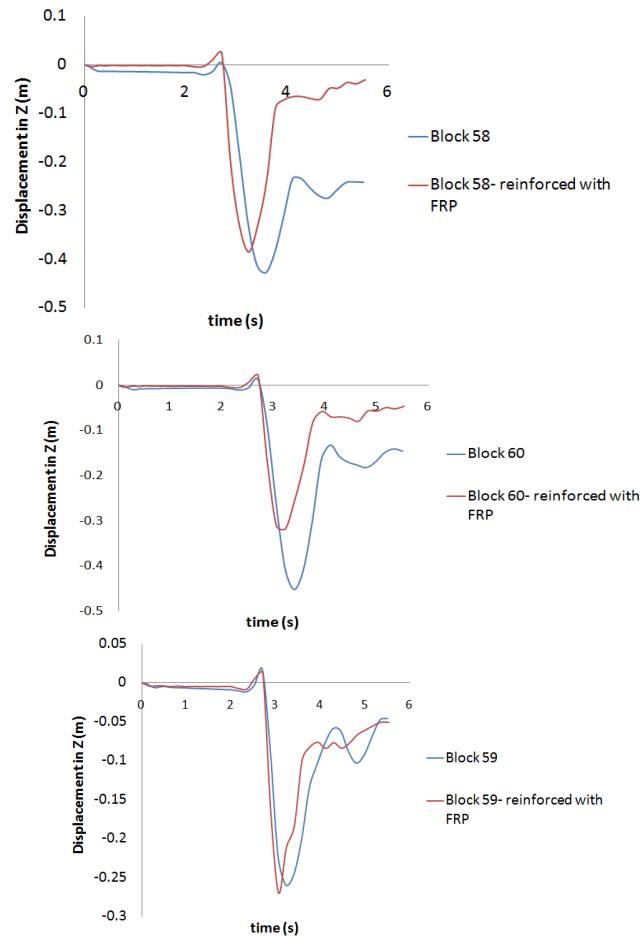 0.1
0
-0.1
-0.2
-0.3
-0.4
-0.5
0
2
4
6
Displacement in Z (m)
time (s)
Block 58
Block 58- reinforced with
FRP
0.1
0
-0.1
-0.2
-0.3
-0.4
-0.5
0
1
2
3
4
5
6
Displacement in Z (m)
time (s)
Block 60
Block 60- reinforced with
FRP
0.05
0
-0.05
-0.1
-0.15
-0.2
-0.25
-0.3
0
1
2
3
4
5
6
Displacement in Z (m)
time (s)
Block 59
Block 59- reinforced with
FRP